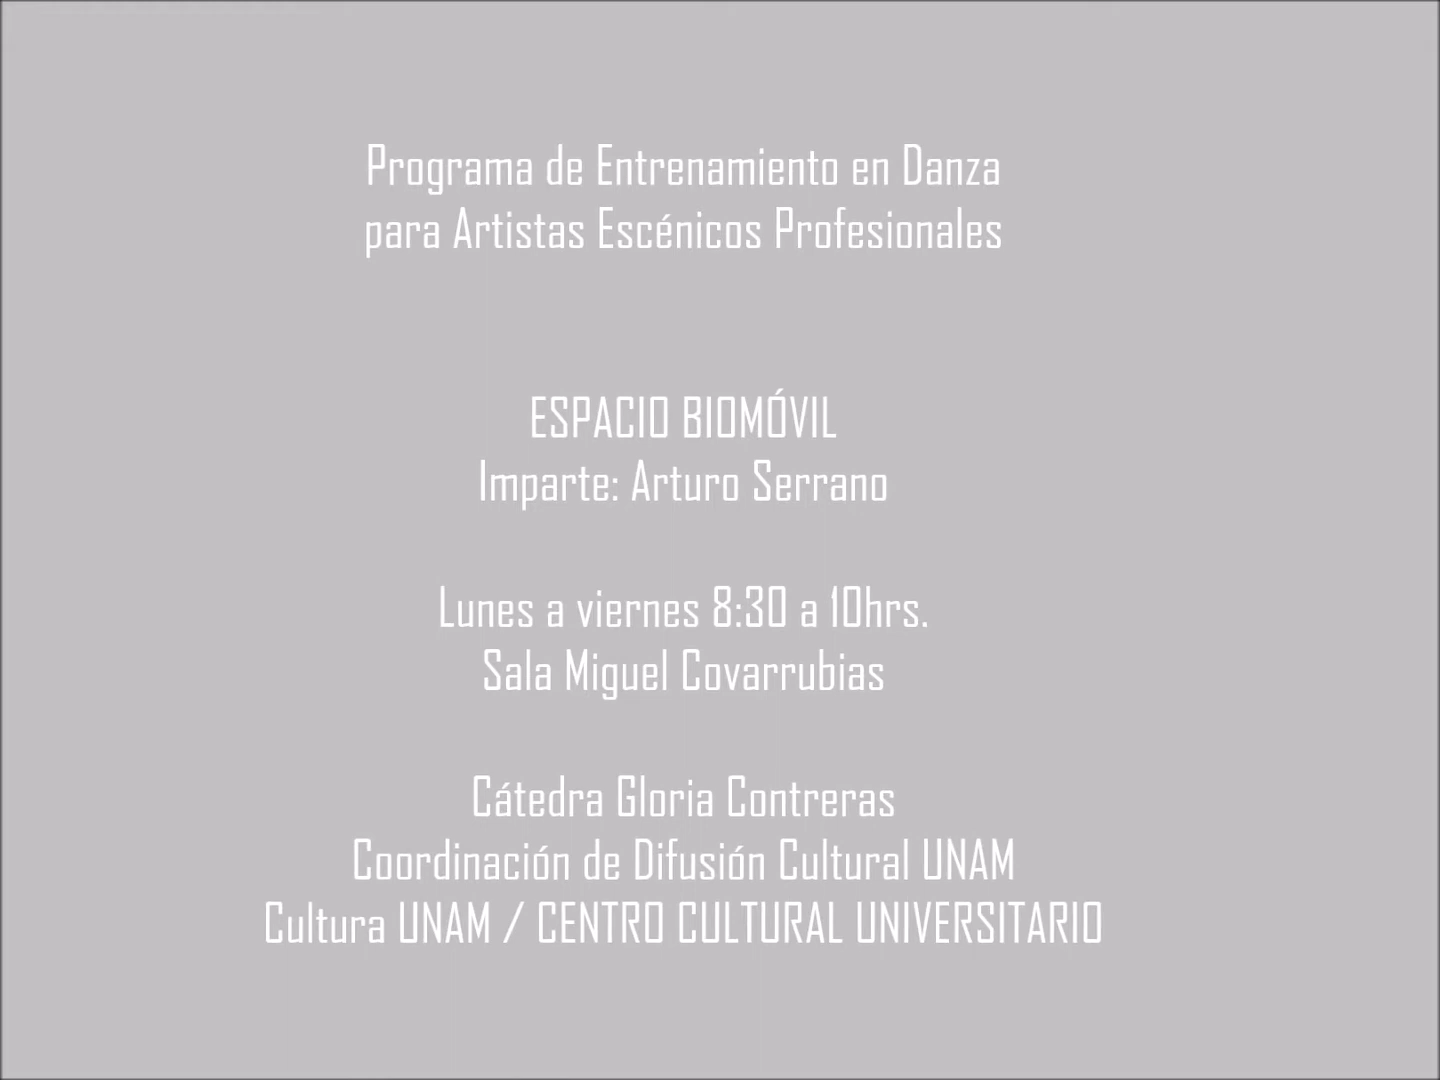 Programa de Entrenamiento en Danza
para Artistas Escénicos Profesionales
ESPACIO BIOMÓVIL
Imparte: Arturo Serrano
Lunes a viernes 8:30 a 10hrs.
Sala Miguel Covarrubias
Cátedra Gloria Contreras
Coordinación de Difusión Cultural UNAM
Cultura UNAM / CENTRO CULTURAL UNIVERSITARIO